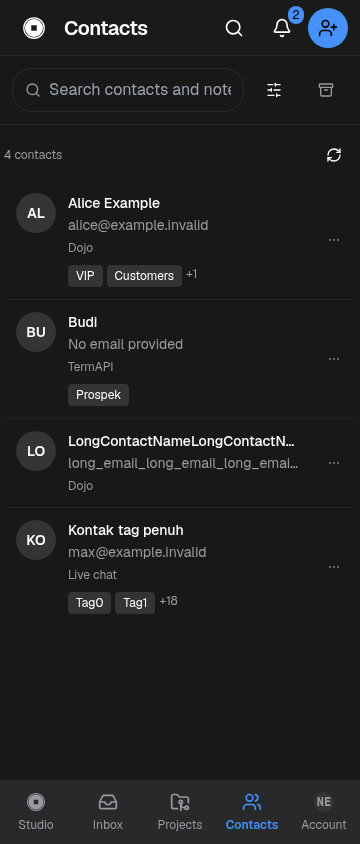 Contacts
2
Search contacts and note
4 contacts
AL
Alice Example
alice@example.invalid
Dojo
VIP Customers +1
BU
Budi
No email provided
TermAPI
Prospek
LO
LongContactNameLongContactN...
long_email_long_email_long_emai...
Dojo
KO
Kontak tag penuh
max@example.invalid
Live chat
Tag0 Tag1 +18
NE
Studio Inbox Projects Contacts Account